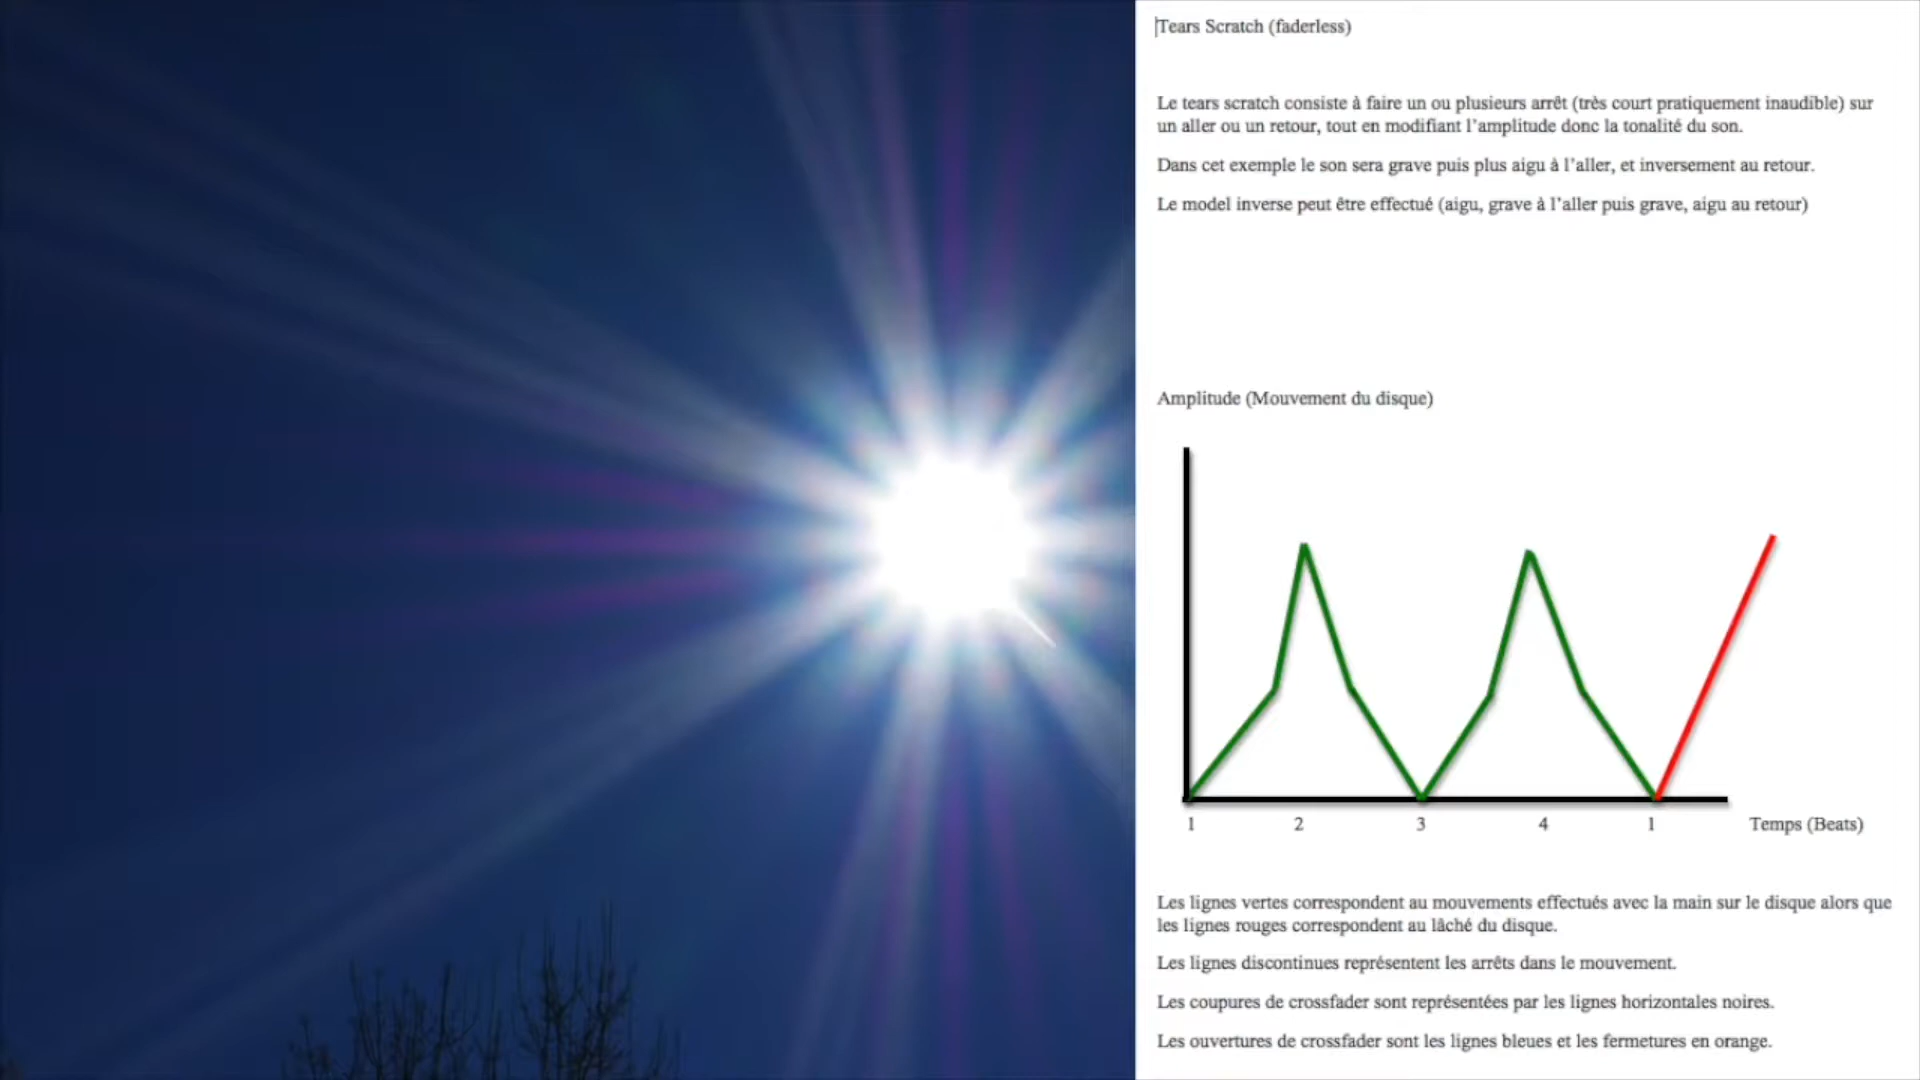 Tears Scratch (faderless)
Le tears scratch consiste à faire un ou plusieurs arrêt (très court pratiquement inaudible) sur
un aller ou un retour, tout en modifiant l’amplitude donc la tonalité du son.
Dans cet exemple le son sera grave puis plus aigu à l’aller, et inversement au retour.
Le model inverse peut être effectué (aigu, grave à l’aller puis grave, aigu au retour)
Amplitude (Mouvement du disque)
1 2 3 4 1 Temps (Beats)
Les lignes vertes correspondent au mouvements effectués avec la main sur le disque alors que
les lignes rouges correspondent au lâché du disque.
Les lignes discontinues représentent les arrêts dans le mouvement.
Les coupures de crossfader sont représentées par les lignes horizontales noires.
Les ouvertures de crossfader sont les lignes bleues et les fermetures en orange.